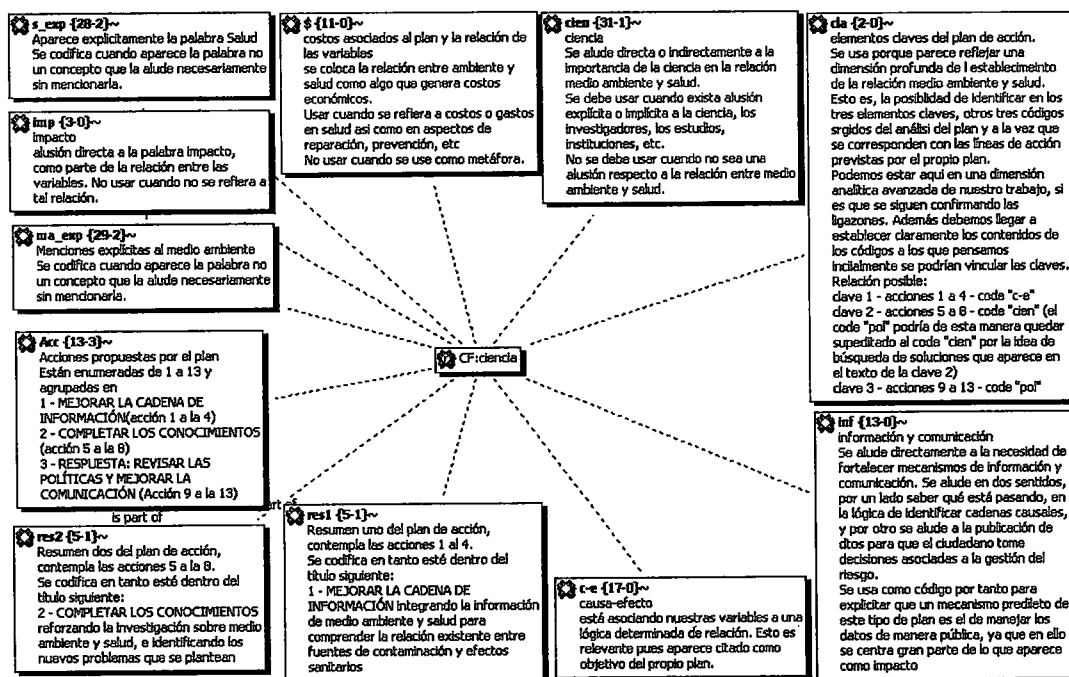 s_exp {28-2}~
Aparece explícitamente la palabra Salud
Se codifica cuando aparece la palabra no
un concepto que la alude necesariamente
sin mencionarla.
$ {11-0}~
costos asociados al plan y la relación de
las variables
se coloca la relación entre ambiente y
salud como algo que genera costos
económicos.
Usar cuando se refiera a costos o gastos
en salud asi como en aspectos de
reparación, prevención, etc
No usar cuando se use como metáfora.
cien {31-1}~
ciencia
Se alude directa o indirectamente a la
importancia de la ciencia en la relación
medio ambiente y salud.
Se debe usar cuando exista alusión
explícita o implícita a la ciencia, los
investigadores, los estudios,
instituciones, etc.
No se debe usar cuando no sea una
alusión respecto a la relación entre medio
ambiente y salud.
cla {2-0}~
elementos claves del plan de acción.
Se usa porque parece reflejar una
dimensión profunda de l establecimeinto
de la relación medio ambiente y salud.
Esto es, la posiblidad de identificar en los
tres elementos claves, otros tres códigos
srgidos del análisi del plan y a la vez que
se corresponden con las líneas de acción
previstas por el propio plan.
Podemos estar aqui en una dimensión
analítica avanzada de nuestro trabajo, si
es que se siguen confirmando las
ligazones. Además debemos llegar a
establecer claramente los contenidos de
los códigos a los que pensamos
incilalmente se podrían vincular las claves.
Relación posible:
clave 1 - acciones 1 a 4 - code "c-e"
clave 2 - acciones 5 a 8 - code "cien" (el
code "pol" podría de esta manera quedar
supeditado al code "cien" por la idea de
búsqueda de soluciones que aparece en
el texto de la clave 2)
clave 3 - acciones 9 a 13 - code "pol"
imp {3-0}~
impacto
alusión directa a la palabra impacto,
como parte de la relación entre las
variables. No usar cuando no se refiera a
tal relación.
ma_exp {29-2}~
Menciones explícitas al medio ambiente
Se codifica cuando aparece la palabra no
un concepto que la alude necesariamente
sin mencionarla.
CF:ciencia
Acc {13-3}~
Acciones propuestas por el plan
Están enumeradas de 1 a 13 y
agrupadas en
1 - MEJORAR LA CADENA DE
INFORMACIÓN(acción 1 a la 4)
2 - COMPLETAR LOS CONOCIMIENTOS
(acción 5 a la 8)
3 - RESPUESTA: REVISAR LAS
POLÍTICAS Y MEJORAR LA
COMUNICACIÓN (Acción 9 a la 13)
is part of
res2 {5-1}~
Resumen dos del plan de acción,
contempla las acciones 5 a la 8.
Se codifica en tanto esté dentro del
título siguiente:
2 - COMPLETAR LOS CONOCIMIENTOS
reforzando la investigación sobre medio
ambiente y salud, e identificando los
nuevos problemas que se plantean
res1 {5-1}~
Resumen uno del plan de acción,
contempla las acciones 1 al 4.
Se codifica en tanto esté dentro del
título siguiente:
1 - MEJORAR LA CADENA DE
INFORMACIÓN integrando la información
de medio ambiente y salud para
comprender la relación existente entre
fuentes de contaminación y efectos
sanitarios
c-e {17-0}~
causa-efecto
está asociando nuestras variables a una
lógica determinada de relación. Esto es
relevante pues aparece citado como
objetivo del propio plan.
inf {13-0}~
información y comunicación
Se alude directamente a la necesidad de
fortalecer mecanismos de información y
comunicación. Se alude en dos sentidos,
por un lado saber qué está pasando, en
la lógica de identificar cadenas causales,
y por otro se alude a la publicación de
dtos para que el ciudadano tome
decisiones asociadas a la gestión del
riesgo.
Se usa como código por tanto para
explicitar que un mecanismo predileto de
este tipo de plan es el de manejar los
datos de manera pública, ya que en ello
se centra gran parte de lo que aparece
como impacto